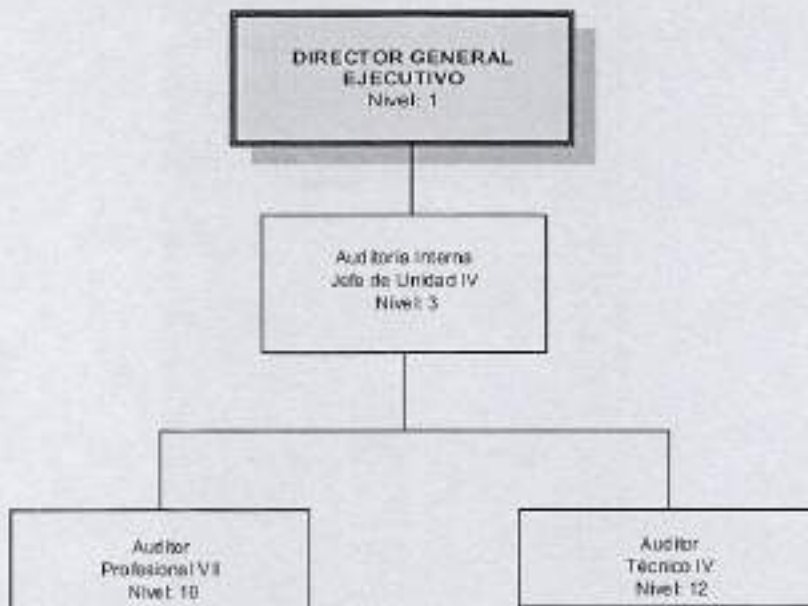 DIRECTOR GENERAL
EJECUTIVO
Nivel: 1
Auditoria Interna
Jefe de Unidad IV
Nivel: 3
Auditor
Profesional VII
Nivel: 10
Auditor
Técnico IV
Nivel: 12